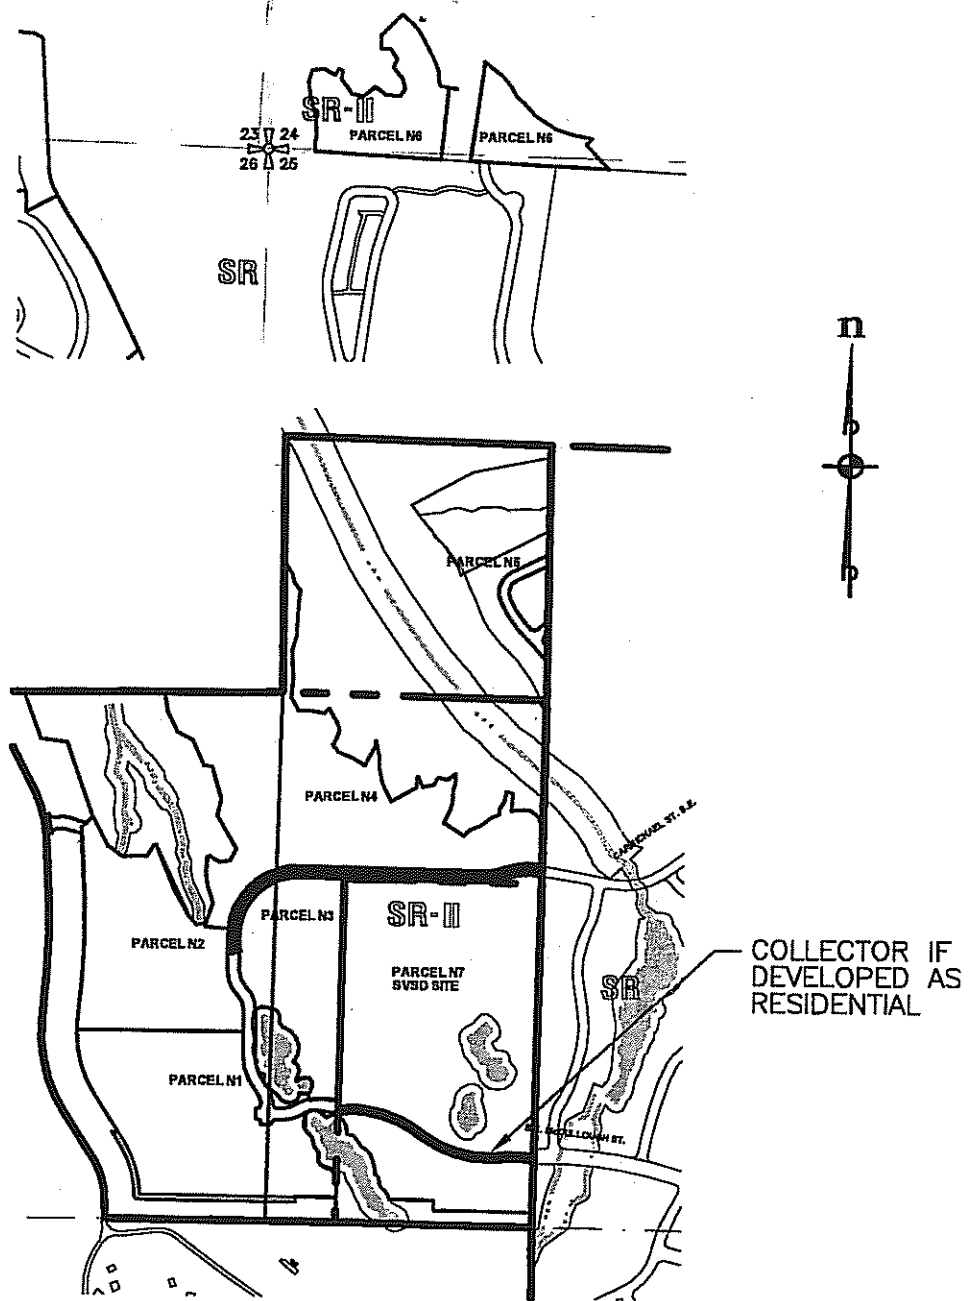 SR-II
PARCEL N6
PARCEL N6
23 24
26 25
SR
n
PARCEL N5
PARCEL N4
PARCEL N3
SR-II
PARCEL N2
PARCEL N7
SVSD SITE
SR
COLLECTOR IF
DEVELOPED AS
RESIDENTIAL
PARCEL N1